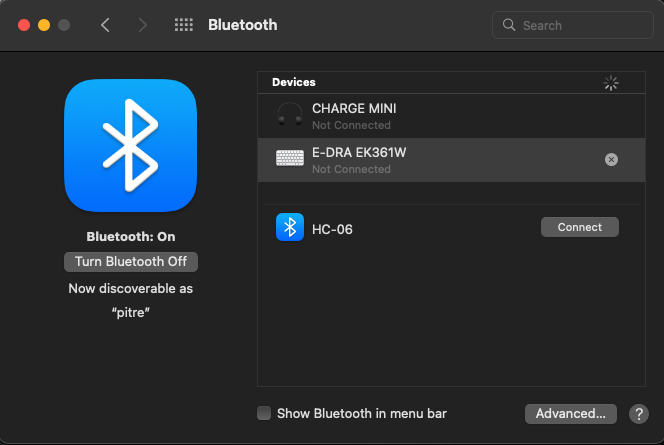 Bluetooth
Search
Devices
CHARGE MINI
Not Connected
E-DRA EK361W
Not Connected
HC-06
Connect
Bluetooth: On
Turn Bluetooth Off
Now discoverable as
“pitre”
Show Bluetooth in menu bar
Advanced...
?